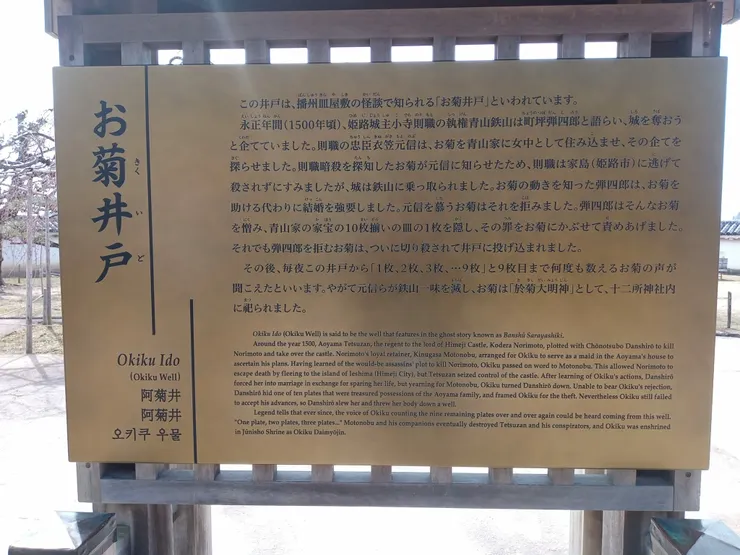 お菊井戸
きく い ど
Okiku Ido
(Okiku Well)
阿菊井
阿菊井
오키쿠 우물
この井戸は、播州皿屋敷の怪談で知られる「お菊井戸」といわれています。
永正年間(1500年頃)、姫路城主小寺則職の執権青山鉄山は町坪弾四郎と語らい、城を奪おう
と企てていました。則職の忠臣衣笠元信は、お菊を青山家に女中として住み込ませ、その企てを
探らせました。則職暗殺を探知したお菊が元信に知らせたため、則職は家島(姫路市)に逃げて
殺されずにすみましたが、城は鉄山に乗っ取られました。お菊の動きを知った弾四郎は、お菊を
助ける代わりに結婚を強要しました。元信を慕うお菊はそれを拒みました。弾四郎はそんなお菊
を憎み、青山家の家宝の10枚揃いの皿の1枚を隠し、その罪をお菊にかぶせて責めあげました。
それでも弾四郎を拒むお菊は、ついに切り殺されて井戸に投げ込まれました。
その後、毎夜この井戸から「1枚、2枚、3枚、…9枚」と9枚目まで何度も数えるお菊の声が
聞こえたといいます。やがて元信らが鉄山一味を滅し、お菊は「於菊大明神」として、十二所神社内
に祀られました。
Okiku Ido (Okiku Well) is said to be the well that features in the ghost story known as Banshū Sarayashiki.
Around the year 1500, Aoyama Tetsuzan, the regent to the lord of Himeji Castle, Kodera Norimoto, plotted with Chōnotsubo Danshirō to kill
Norimoto and take over the castle. Norimoto's loyal retainer, Kinugasa Motonobu, arranged for Okiku to serve as a maid in the Aoyama's house to
ascertain his plans. Having learned of the would-be assassins' plot to kill Norimoto, Okiku passed on word to Motonobu. This allowed Norimoto to
escape death by fleeing to the island of Ieshima (Himeji City), but Tetsuzan seized control of the castle. After learning of Okiku's actions, Danshirō
forced her into marriage in exchange for sparing her life, but yearning for Motonobu, Okiku turned Danshirō down. Unable to bear Okiku's rejection,
Danshirō hid one of ten plates that were treasured possessions of the Aoyama family, and framed Okiku for the theft. Nevertheless Okiku still failed
to accept his advances, so Danshirō slew her and threw her body down a well.
Legend tells that ever since, the voice of Okiku counting the nine remaining plates over and over again could be heard coming from this well.
"One plate, two plates, three plates..." Motonobu and his companions eventually destroyed Tetsuzan and his conspirators, and Okiku was enshrined
in Jūnisho Shrine as Okiku Daimyōjin.